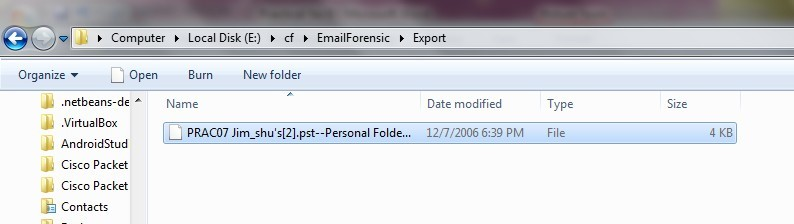 Computer Local Disk (E:) cf EmailForensic Export
Organize Open Burn New folder
Name Date modified Type Size
PRAC07 Jim_shu's[2].pst--Personal Folde... 12/7/2006 6:39 PM File 4 KB
.netbeans-de
.VirtualBox
AndroidStud
Cisco Packet
Cisco Packet
Contacts